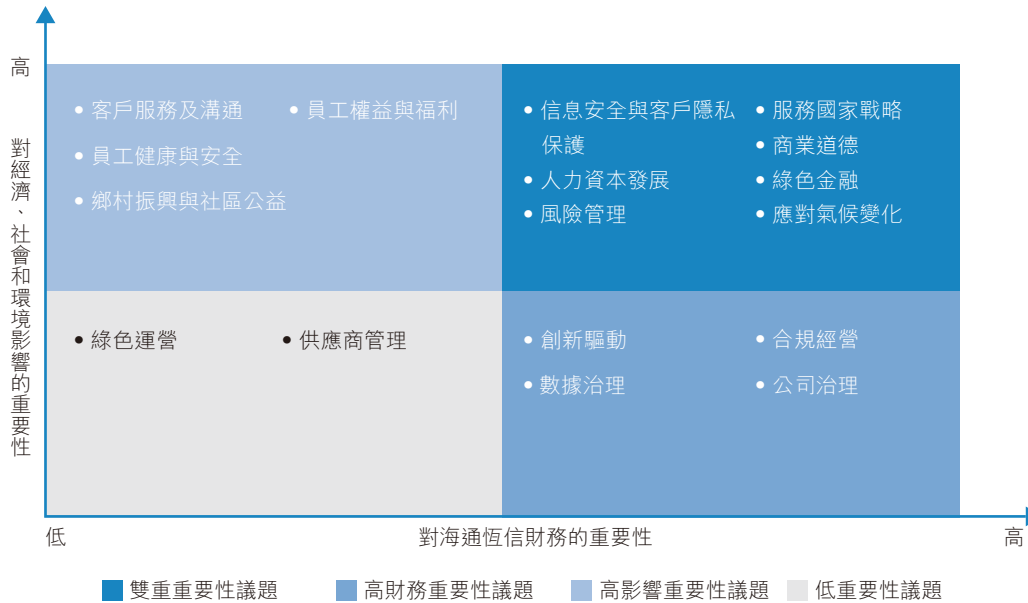 高
對經濟、社會和環境影響的重要性
• 客戶服務及溝通
• 員工權益與福利
• 員工健康與安全
• 鄉村振興與社區公益
• 信息安全與客戶隱私
保護
• 人力資本發展
• 風險管理
• 服務國家戰略
• 商業道德
• 綠色金融
• 應對氣候變化
• 綠色運營
• 供應商管理
• 創新驅動
• 數據治理
• 合規經營
• 公司治理
低
對海通恆信財務的重要性
高
雙重重要性議題
高財務重要性議題
高影響重要性議題
低重要性議題